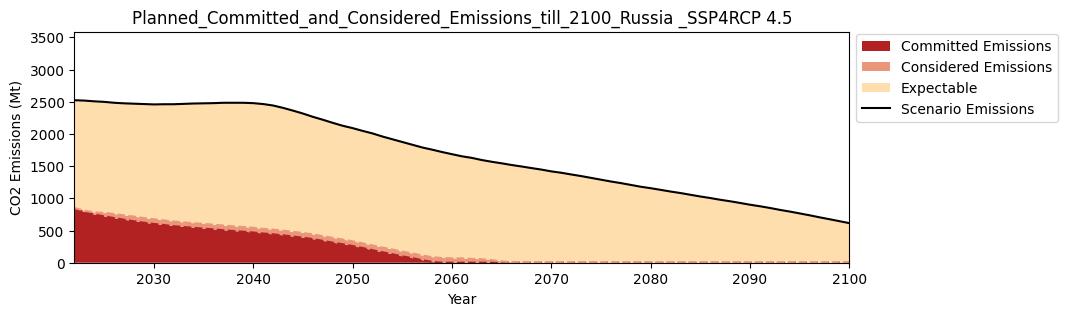 Planned_Committed_and_Considered_Emissions_till_2100_Russia _SSP4RCP 4.5
CO2 Emissions (Mt)
3500
3000
2500
2000
1500
1000
500
0
2030 2040 2050 2060 2070 2080 2090 2100
Year
Committed Emissions
Considered Emissions
Expectable
Scenario Emissions